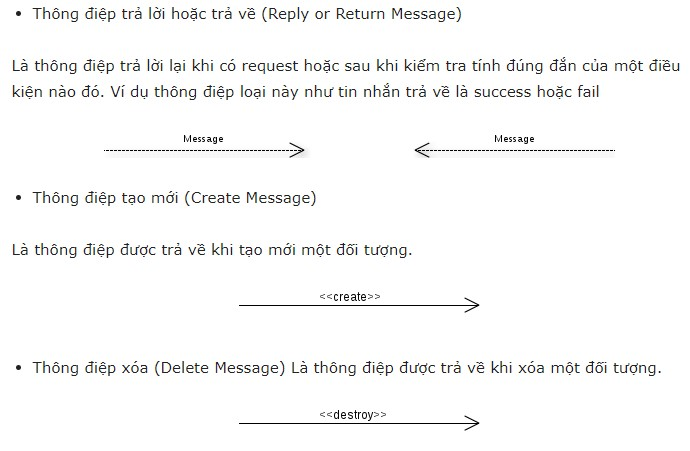 • Thông điệp trả lời hoặc trả về (Reply or Return Message)
Là thông điệp trả lời lại khi có request hoặc sau khi kiểm tra tính đúng đắn của một điều
kiện nào đó. Ví dụ thông điệp loại này như tin nhắn trả về là success hoặc fail
Message Message
• Thông điệp tạo mới (Create Message)
Là thông điệp được trả về khi tạo mới một đối tượng.
<<create>>
• Thông điệp xóa (Delete Message) Là thông điệp được trả về khi xóa một đối tượng.
<<destroy>>